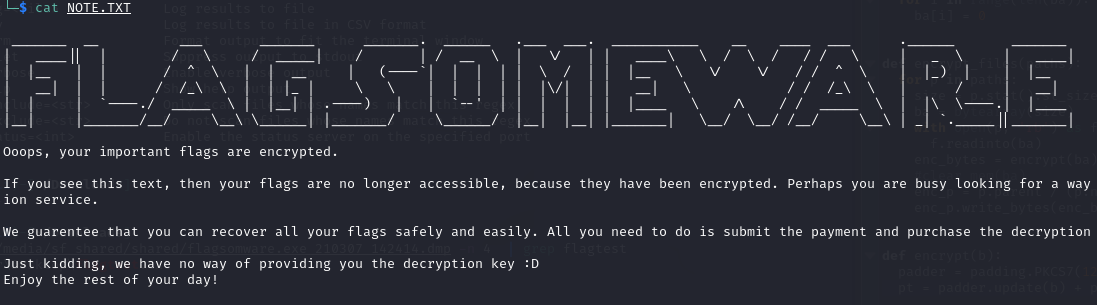 └─$ cat NOTE.TXT
FLAGSOMEWARE
Ooops, your important flags are encrypted.
If you see this text, then your flags are no longer accessible, because they have been encrypted. Perhaps you are busy looking for a way
ion service.
We guarentee that you can recover all your flags safely and easily. All you need to do is submit the payment and purchase the decryption
Just kidding, we have no way of providing you the decryption key :D
Enjoy the rest of your day!